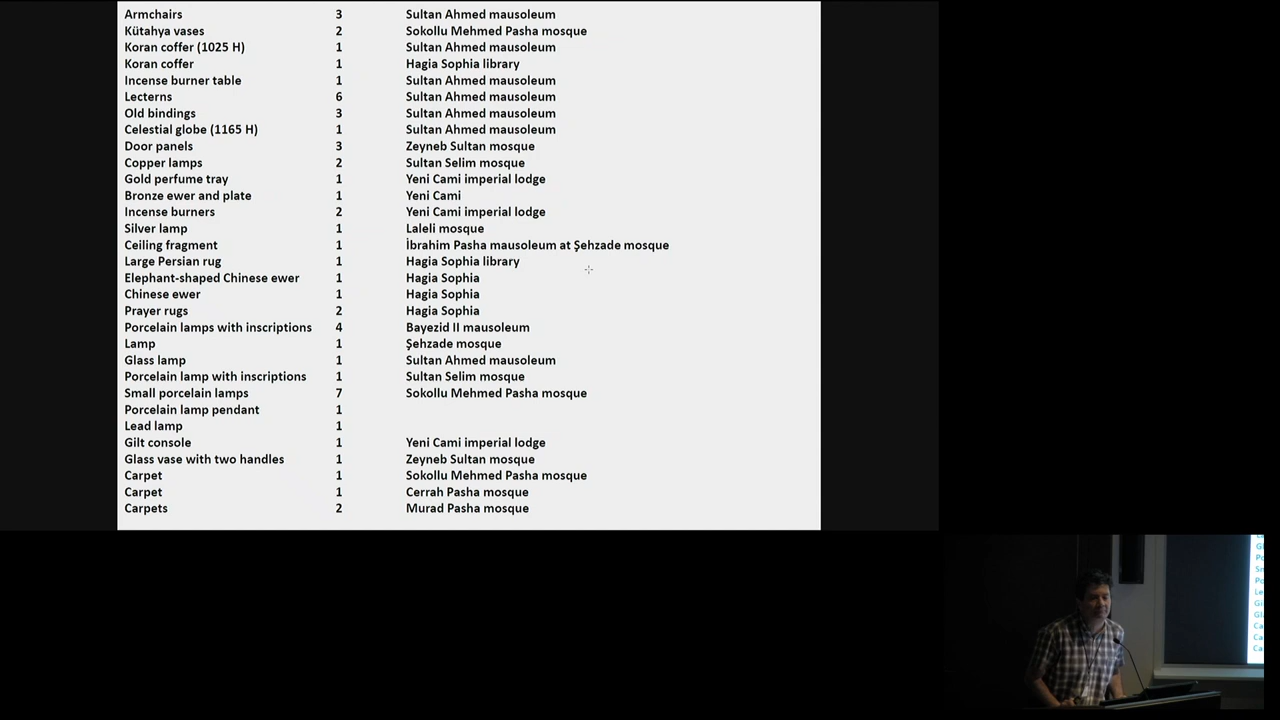 Armchairs 3 Sultan Ahmed mausoleum
Kütahya vases 2 Sokollu Mehmed Pasha mosque
Koran coffer (1025 H) 1 Sultan Ahmed mausoleum
Koran coffer 1 Hagia Sophia library
Incense burner table 1 Sultan Ahmed mausoleum
Lecterns 6 Sultan Ahmed mausoleum
Old bindings 3 Sultan Ahmed mausoleum
Celestial globe (1165 H) 1 Sultan Ahmed mausoleum
Door panels 3 Zeyneb Sultan mosque
Copper lamps 2 Sultan Selim mosque
Gold perfume tray 1 Yeni Cami imperial lodge
Bronze ewer and plate 1 Yeni Cami
Incense burners 2 Yeni Cami imperial lodge
Silver lamp 1 Laleli mosque
Ceiling fragment 1 İbrahim Pasha mausoleum at Şehzade mosque
Large Persian rug 1 Hagia Sophia library
Elephant-shaped Chinese ewer 1 Hagia Sophia
Chinese ewer 1 Hagia Sophia
Prayer rugs 2 Hagia Sophia
Porcelain lamps with inscriptions 4 Bayezid II mausoleum
Lamp 1 Şehzade mosque
Glass lamp 1 Sultan Ahmed mausoleum
Porcelain lamp with inscriptions 1 Sultan Selim mosque
Small porcelain lamps 7 Sokollu Mehmed Pasha mosque
Porcelain lamp pendant 1
Lead lamp 1
Gilt console 1 Yeni Cami imperial lodge
Glass vase with two handles 1 Zeyneb Sultan mosque
Carpet 1 Sokollu Mehmed Pasha mosque
Carpet 1 Cerrah Pasha mosque
Carpets 2 Murad Pasha mosque